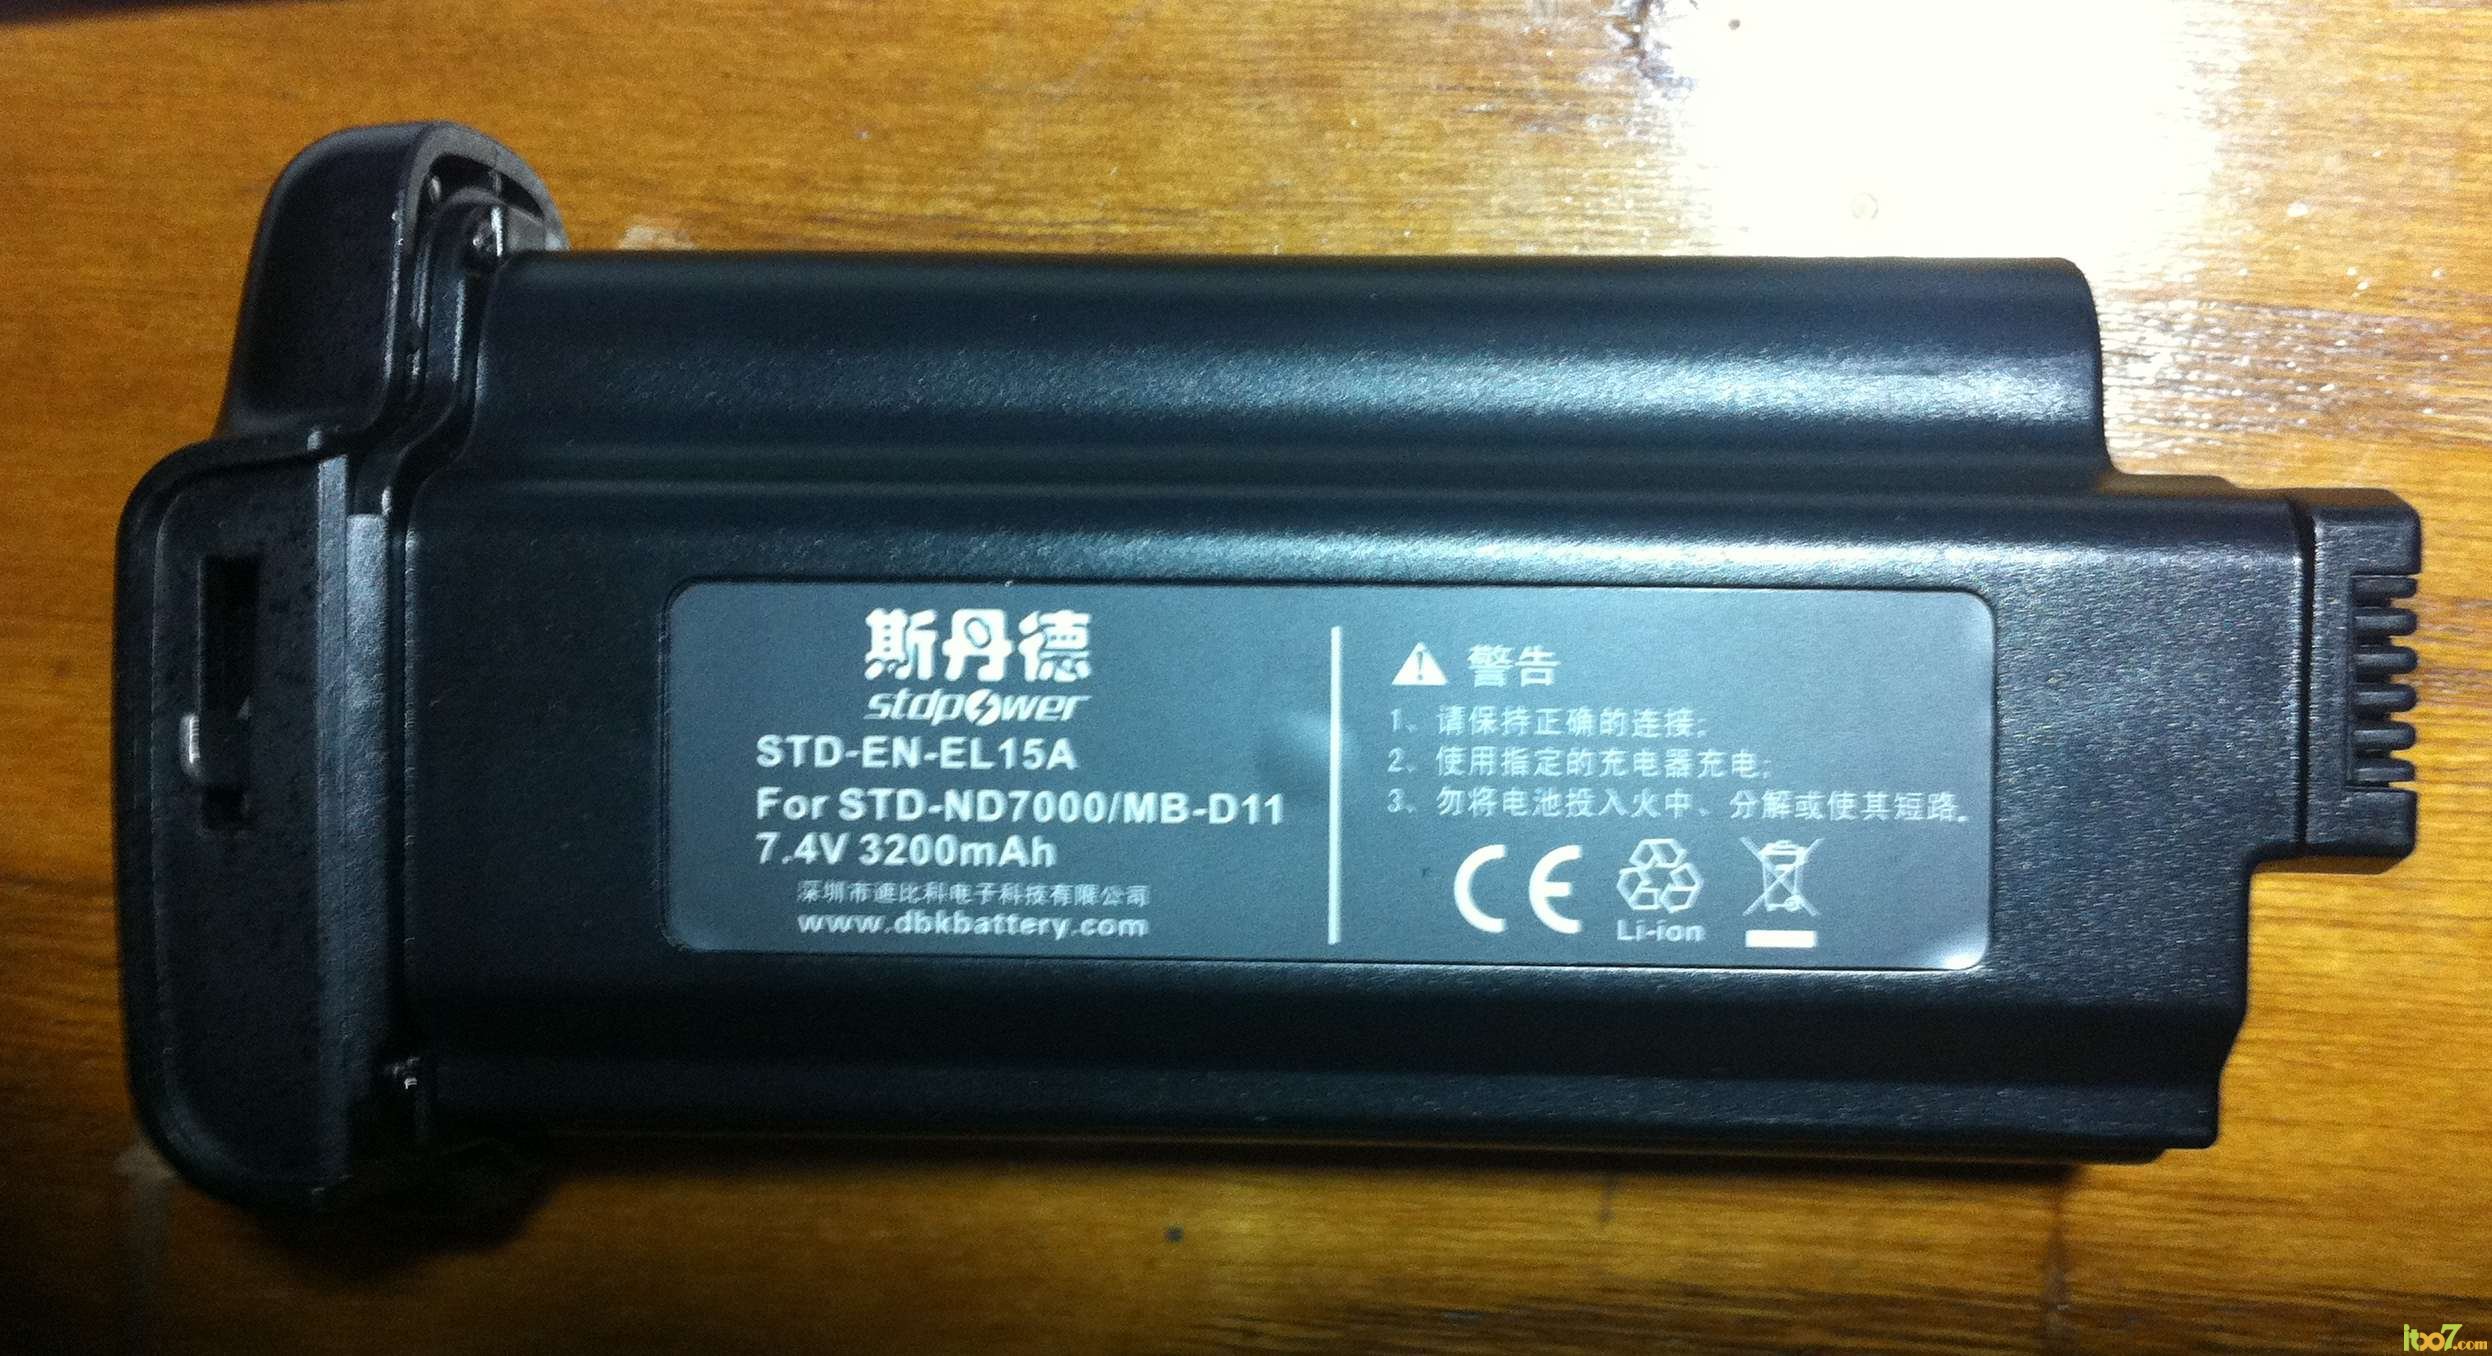 斯丹德
stdpower
STD-EN-EL15A
For STD-ND7000/MB-D11
7.4V 3200mAh
深圳市迪比科电子科技有限公司
www.dbkbattery.com
警告
1、请保持正确的连接;
2、使用指定的充电器充电;
3、勿将电池投入火中、分解或使其短路。
CE
Li-ion
itoo7.com